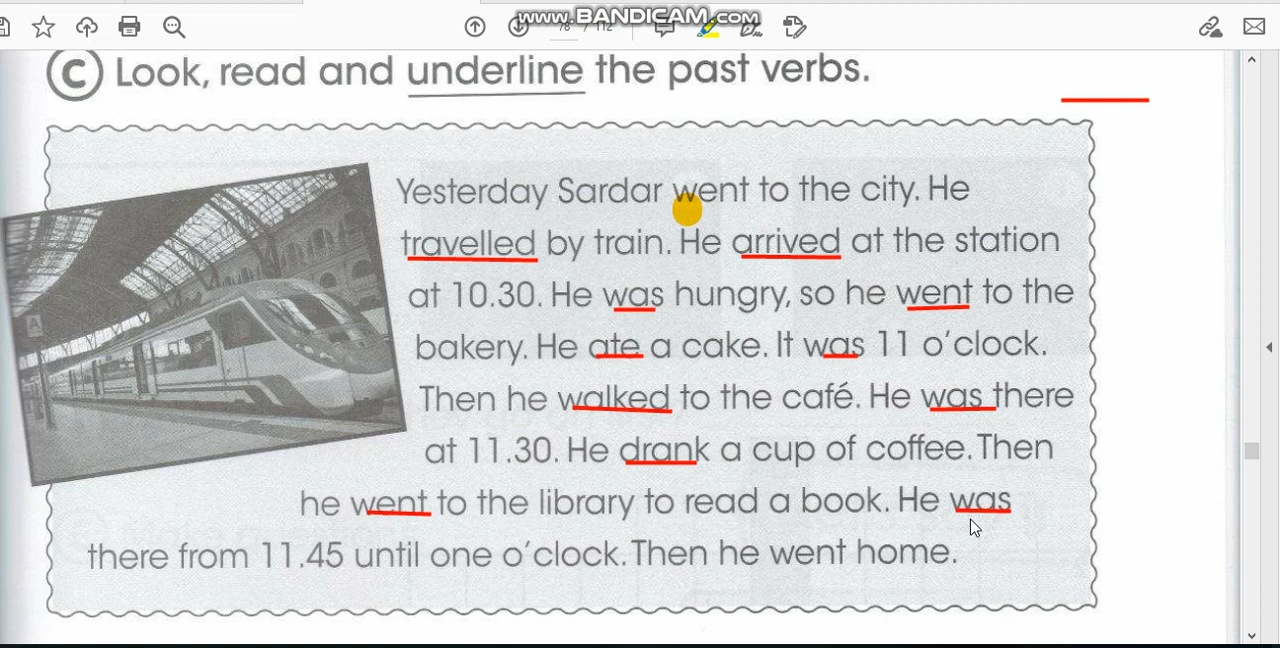 www.BANDICAM.com
78 / 112
C Look, read and underline the past verbs.
Yesterday Sardar went to the city. He
travelled by train. He arrived at the station
at 10.30. He was hungry, so he went to the
bakery. He ate a cake. It was 11 o'clock.
Then he walked to the café. He was there
at 11.30. He drank a cup of coffee. Then
he went to the library to read a book. He was
there from 11.45 until one o'clock. Then he went home.
A